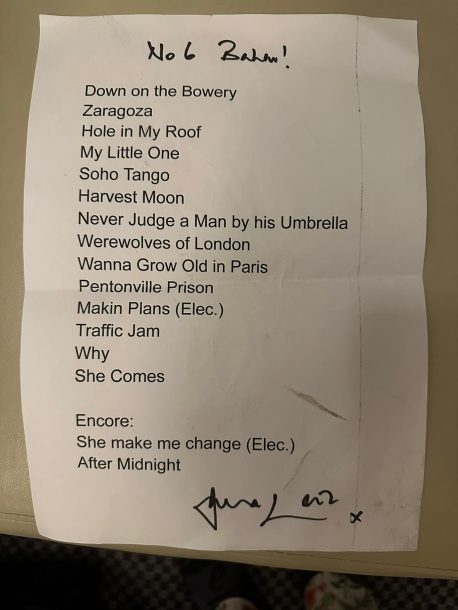 No 6
Down on the Bowery
Zaragoza
Hole in My Roof
My Little One
Soho Tango
Harvest Moon
Never Judge a Man by his Umbrella
Werewolves of London
Wanna Grow Old in Paris
Pentonville Prison
Makin Plans (Elec.)
Traffic Jam
Why
She Comes
Encore:
She make me change (Elec.)
After Midnight
x